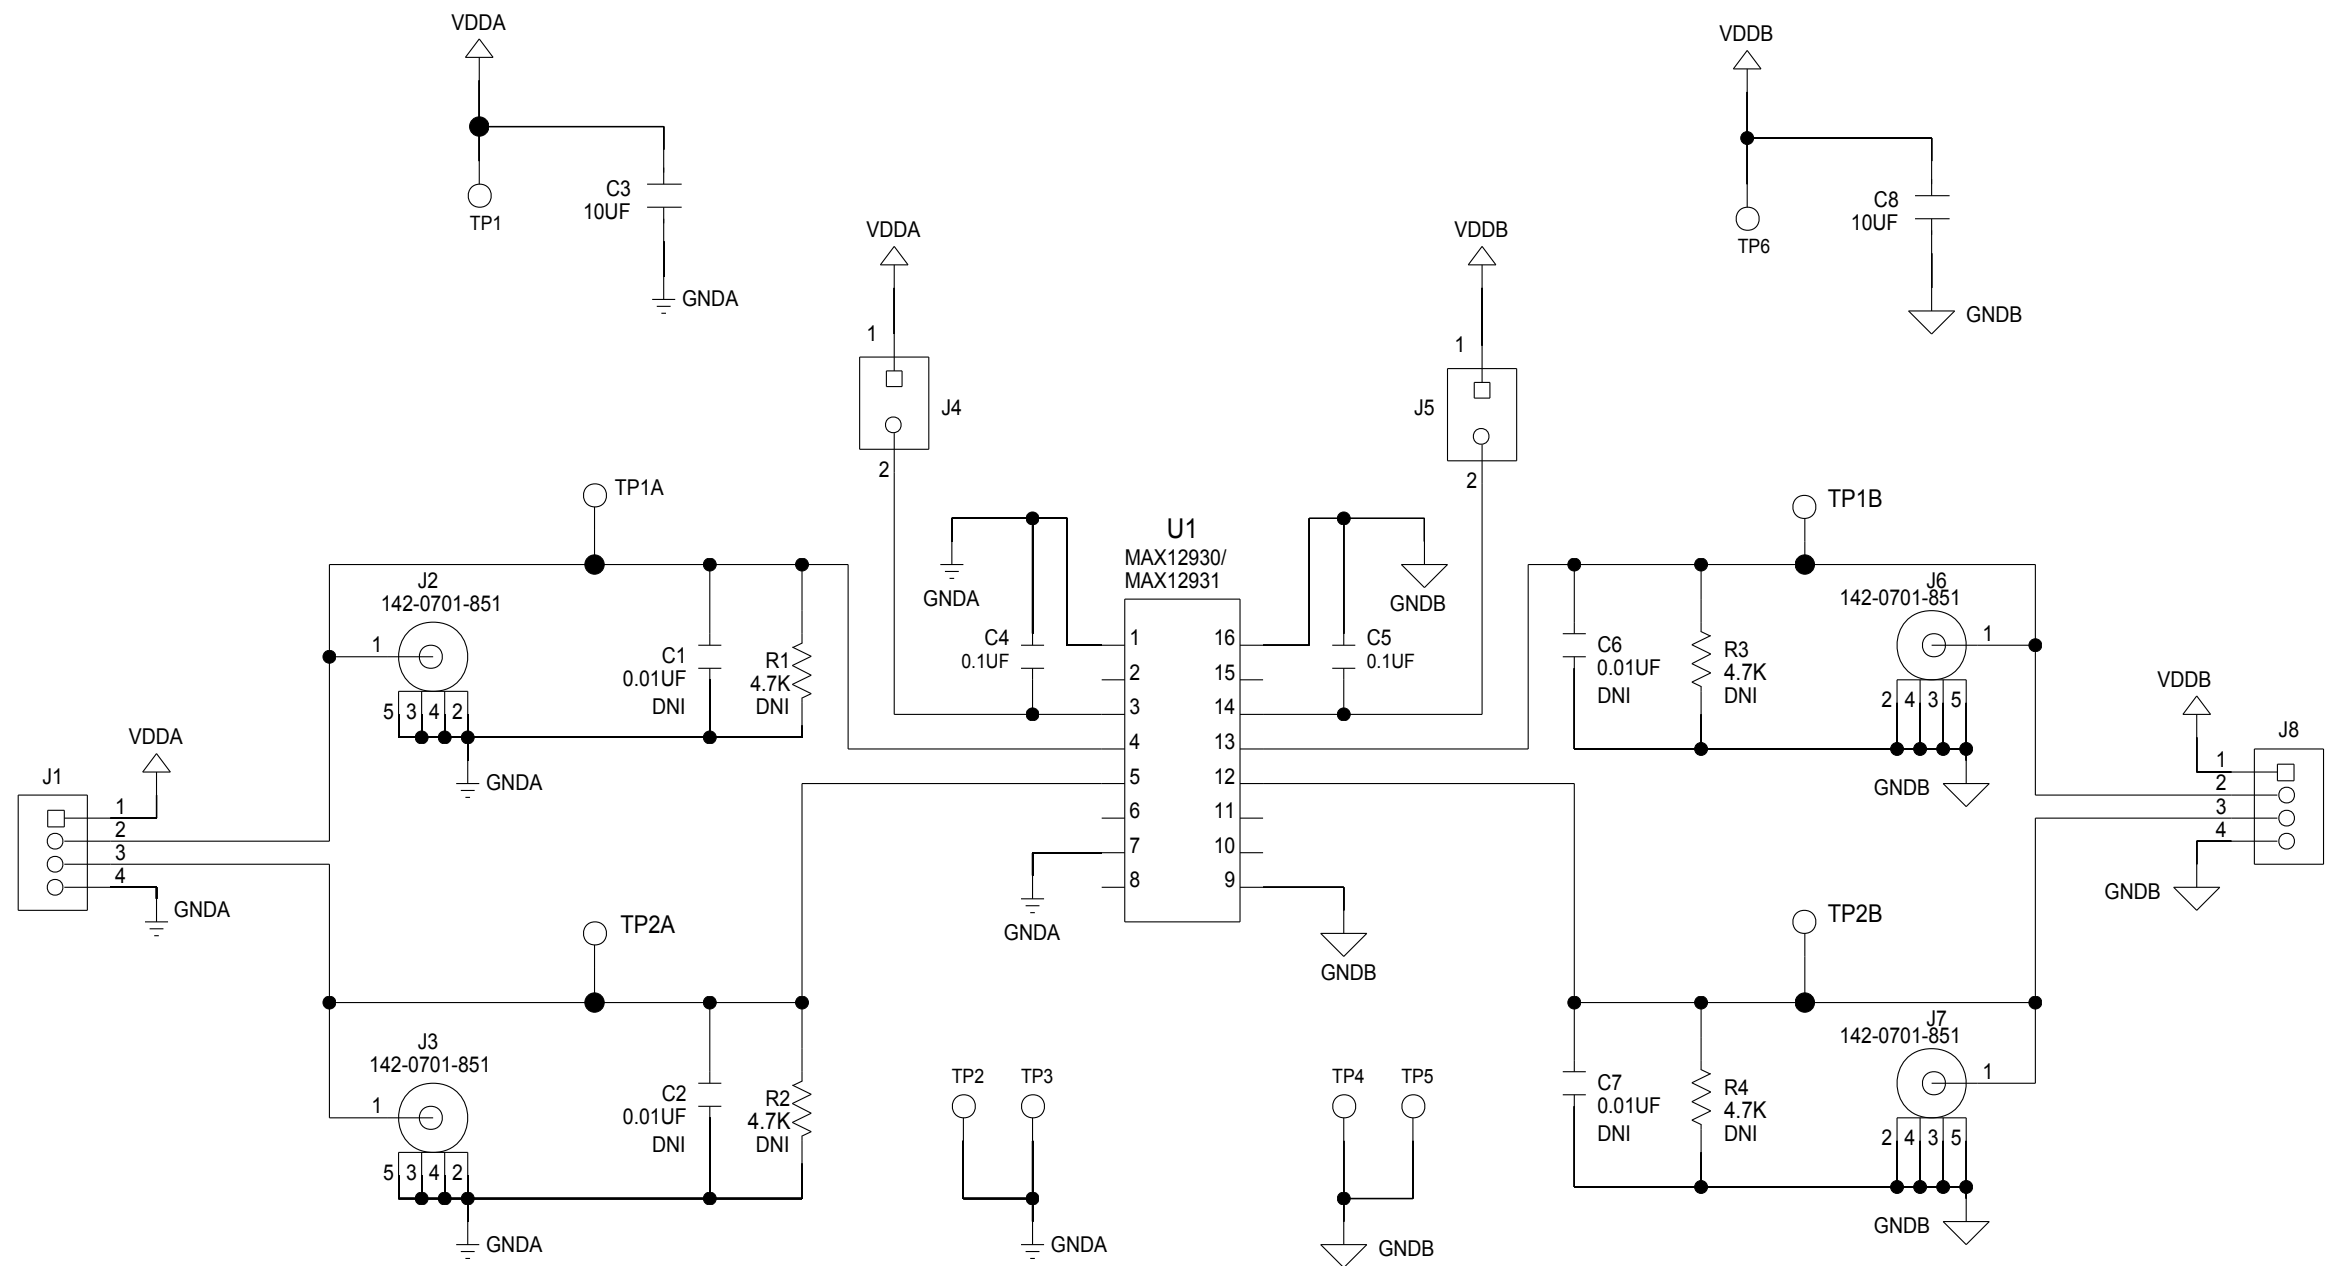 VDDA
VDDB
C3
10UF
TP1
C8
10UF
TP6
VDDA
VDDB
GNDA
GNDB
1
1
J4
J5
2
2
TP1A
TP1B
U1
MAX12930/
MAX12931
J2
142-0701-851
GNDA
GNDB
J6
142-0701-851
1
C1
0.01UF
DNI
R1
4.7K
DNI
C4
0.1UF
1
2
3
4
5
6
7
8
16
15
14
13
12
11
10
9
C5
0.1UF
C6
0.01UF
DNI
R3
4.7K
DNI
1
5 3 4 2
2 4 3 5
VDDA
J1
GNDA
1
2
3
4
GNDA
VDDB
J8
GNDB
1
2
3
4
GNDB
TP2A
GNDA
GNDB
TP2B
J3
142-0701-851
1
C2
0.01UF
DNI
R2
4.7K
DNI
TP2
TP3
TP4
TP5
C7
0.01UF
DNI
R4
4.7K
DNI
J7
142-0701-851
1
5 3 4 2
2 4 3 5
GNDA
GNDA
GNDB
GNDB